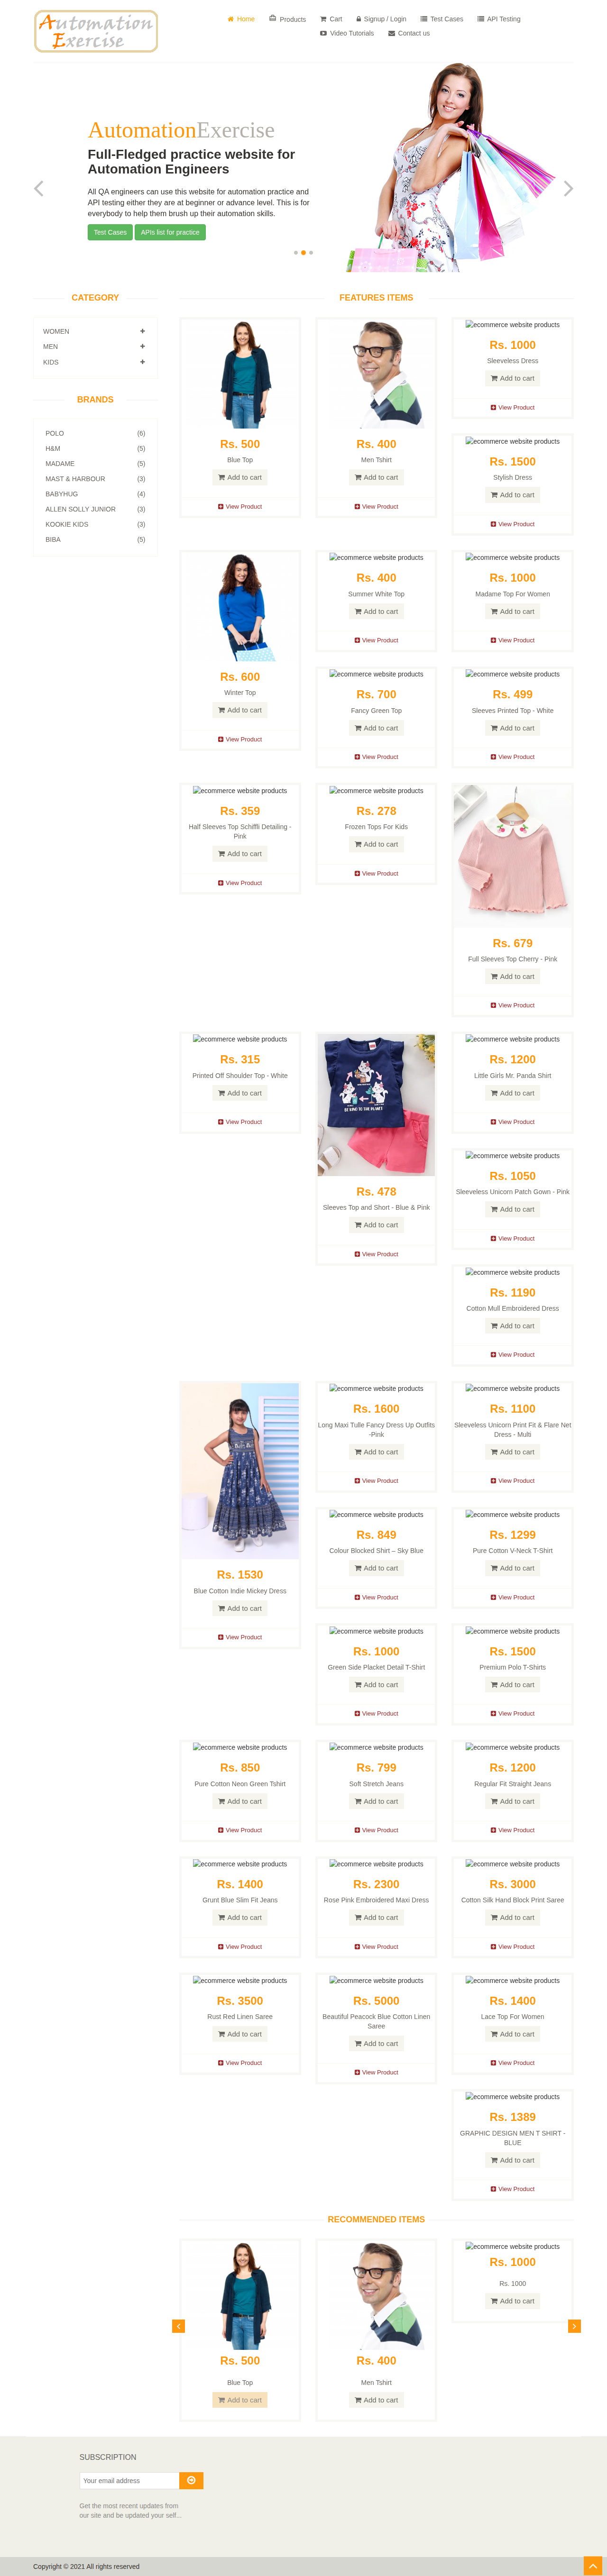 Automation
Exercise
Home
Products
Cart
Signup / Login
Test Cases
API Testing
Video Tutorials
Contact us
AutomationExercise
Full-Fledged practice website for
Automation Engineers
All QA engineers can use this website for automation practice and
API testing either they are at beginner or advance level. This is for
everybody to help them brush up their automation skills.
Test Cases
APIs list for practice
CATEGORY
WOMEN
MEN
KIDS
BRANDS
POLO (6)
H&M (5)
MADAME (5)
MAST & HARBOUR (3)
BABYHUG (4)
ALLEN SOLLY JUNIOR (3)
KOOKIE KIDS (3)
BIBA (5)
FEATURES ITEMS
Rs. 500
Blue Top
Add to cart
View Product
Rs. 400
Men Tshirt
Add to cart
View Product
ecommerce website products
Rs. 1000
Sleeveless Dress
Add to cart
View Product
ecommerce website products
Rs. 1500
Stylish Dress
Add to cart
View Product
Rs. 600
Winter Top
Add to cart
View Product
ecommerce website products
Rs. 400
Summer White Top
Add to cart
View Product
ecommerce website products
Rs. 1000
Madame Top For Women
Add to cart
View Product
ecommerce website products
Rs. 700
Fancy Green Top
Add to cart
View Product
ecommerce website products
Rs. 499
Sleeves Printed Top - White
Add to cart
View Product
ecommerce website products
Rs. 359
Half Sleeves Top Schiffli Detailing -
Pink
Add to cart
View Product
ecommerce website products
Rs. 278
Frozen Tops For Kids
Add to cart
View Product
Rs. 679
Full Sleeves Top Cherry - Pink
Add to cart
View Product
ecommerce website products
Rs. 315
Printed Off Shoulder Top - White
Add to cart
View Product
BE KIND TO THE PLANET
Rs. 478
Sleeves Top and Short - Blue & Pink
Add to cart
View Product
ecommerce website products
Rs. 1200
Little Girls Mr. Panda Shirt
Add to cart
View Product
ecommerce website products
Rs. 1050
Sleeveless Unicorn Patch Gown - Pink
Add to cart
View Product
ecommerce website products
Rs. 1190
Cotton Mull Embroidered Dress
Add to cart
View Product
Rs. 1530
Blue Cotton Indie Mickey Dress
Add to cart
View Product
ecommerce website products
Rs. 1600
Long Maxi Tulle Fancy Dress Up Outfits
-Pink
Add to cart
View Product
ecommerce website products
Rs. 1100
Sleeveless Unicorn Print Fit & Flare Net
Dress - Multi
Add to cart
View Product
ecommerce website products
Rs. 849
Colour Blocked Shirt – Sky Blue
Add to cart
View Product
ecommerce website products
Rs. 1299
Pure Cotton V-Neck T-Shirt
Add to cart
View Product
ecommerce website products
Rs. 1000
Green Side Placket Detail T-Shirt
Add to cart
View Product
ecommerce website products
Rs. 1500
Premium Polo T-Shirts
Add to cart
View Product
ecommerce website products
Rs. 850
Pure Cotton Neon Green Tshirt
Add to cart
View Product
ecommerce website products
Rs. 799
Soft Stretch Jeans
Add to cart
View Product
ecommerce website products
Rs. 1200
Regular Fit Straight Jeans
Add to cart
View Product
ecommerce website products
Rs. 1400
Grunt Blue Slim Fit Jeans
Add to cart
View Product
ecommerce website products
Rs. 2300
Rose Pink Embroidered Maxi Dress
Add to cart
View Product
ecommerce website products
Rs. 3000
Cotton Silk Hand Block Print Saree
Add to cart
View Product
ecommerce website products
Rs. 3500
Rust Red Linen Saree
Add to cart
View Product
ecommerce website products
Rs. 5000
Beautiful Peacock Blue Cotton Linen
Saree
Add to cart
View Product
ecommerce website products
Rs. 1400
Lace Top For Women
Add to cart
View Product
ecommerce website products
Rs. 1389
GRAPHIC DESIGN MEN T SHIRT -
BLUE
Add to cart
View Product
RECOMMENDED ITEMS
Rs. 500
Blue Top
Add to cart
Rs. 400
Men Tshirt
Add to cart
ecommerce website products
Rs. 1000
Rs. 1000
Add to cart
SUBSCRIPTION
Your email address
Get the most recent updates from
our site and be updated your self...
Copyright © 2021 All rights reserved